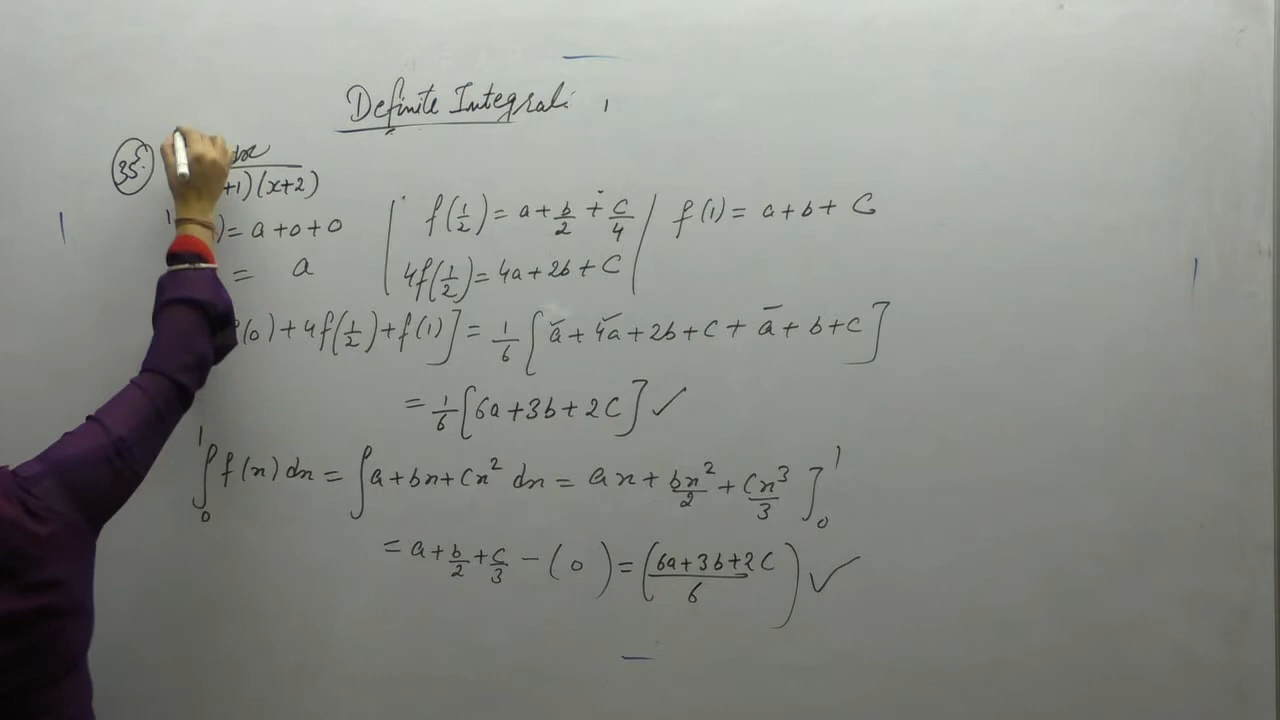 Definite Integral:
35: dx
+1)(x+2)
)= a+0+0
= a
f(1/2) = a + b/2 + c/4
4f(1/2) = 4a+2b+C
f(1) = a+b+C
(0)+4f(1/2)+f(1)] = 1/6 [a+4a+2b+C+a+b+C]
= 1/6 [6a+3b+2C] ✓
∫₀¹ f(x) dx = ∫a+bx+Cx² dx = ax + bx²/2 + Cx³/3 ]₀¹
= a + b/2 + C/3 - (0) = (6a+3b+2C/6) ✓